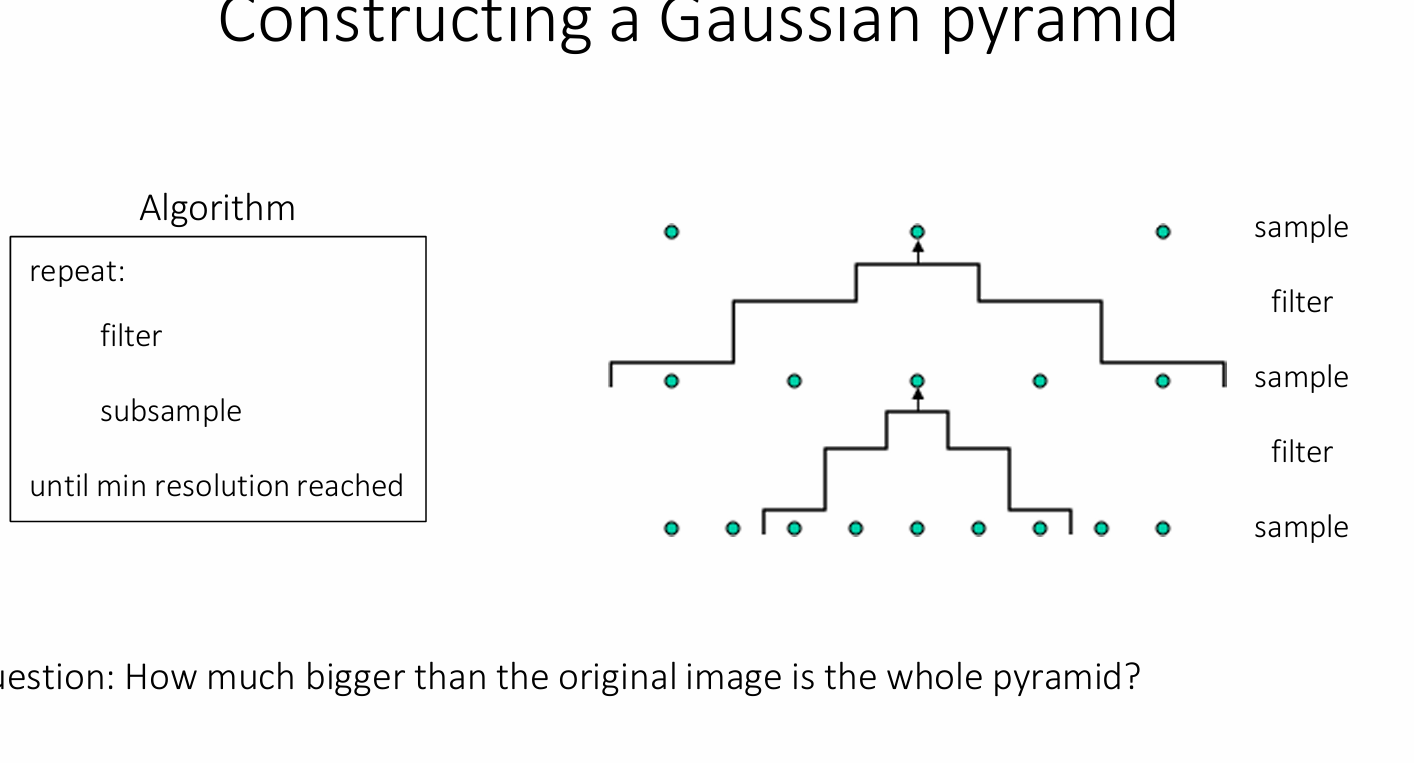 Constructing a Gaussian pyramid
Algorithm
repeat:
filter
subsample
until min resolution reached
sample
filter
sample
filter
sample
uestion: How much bigger than the original image is the whole pyramid?